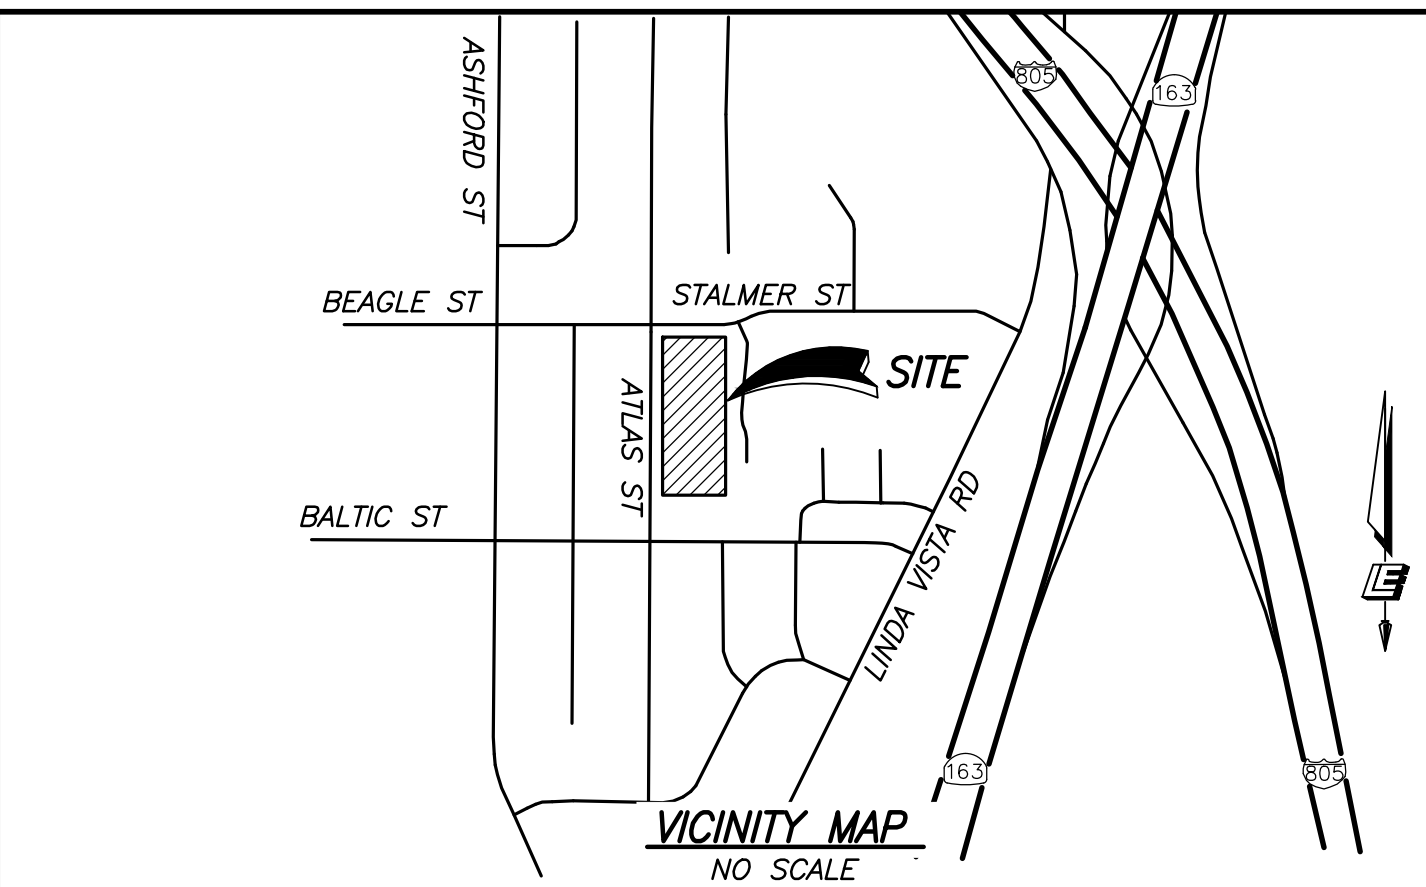 ASHFORD ST
805
163
BEAGLE ST
STALMER ST
SITE
ATLAS ST
BALTIC ST
LINDA VISTA RD
163
805
VICINITY MAP
NO SCALE